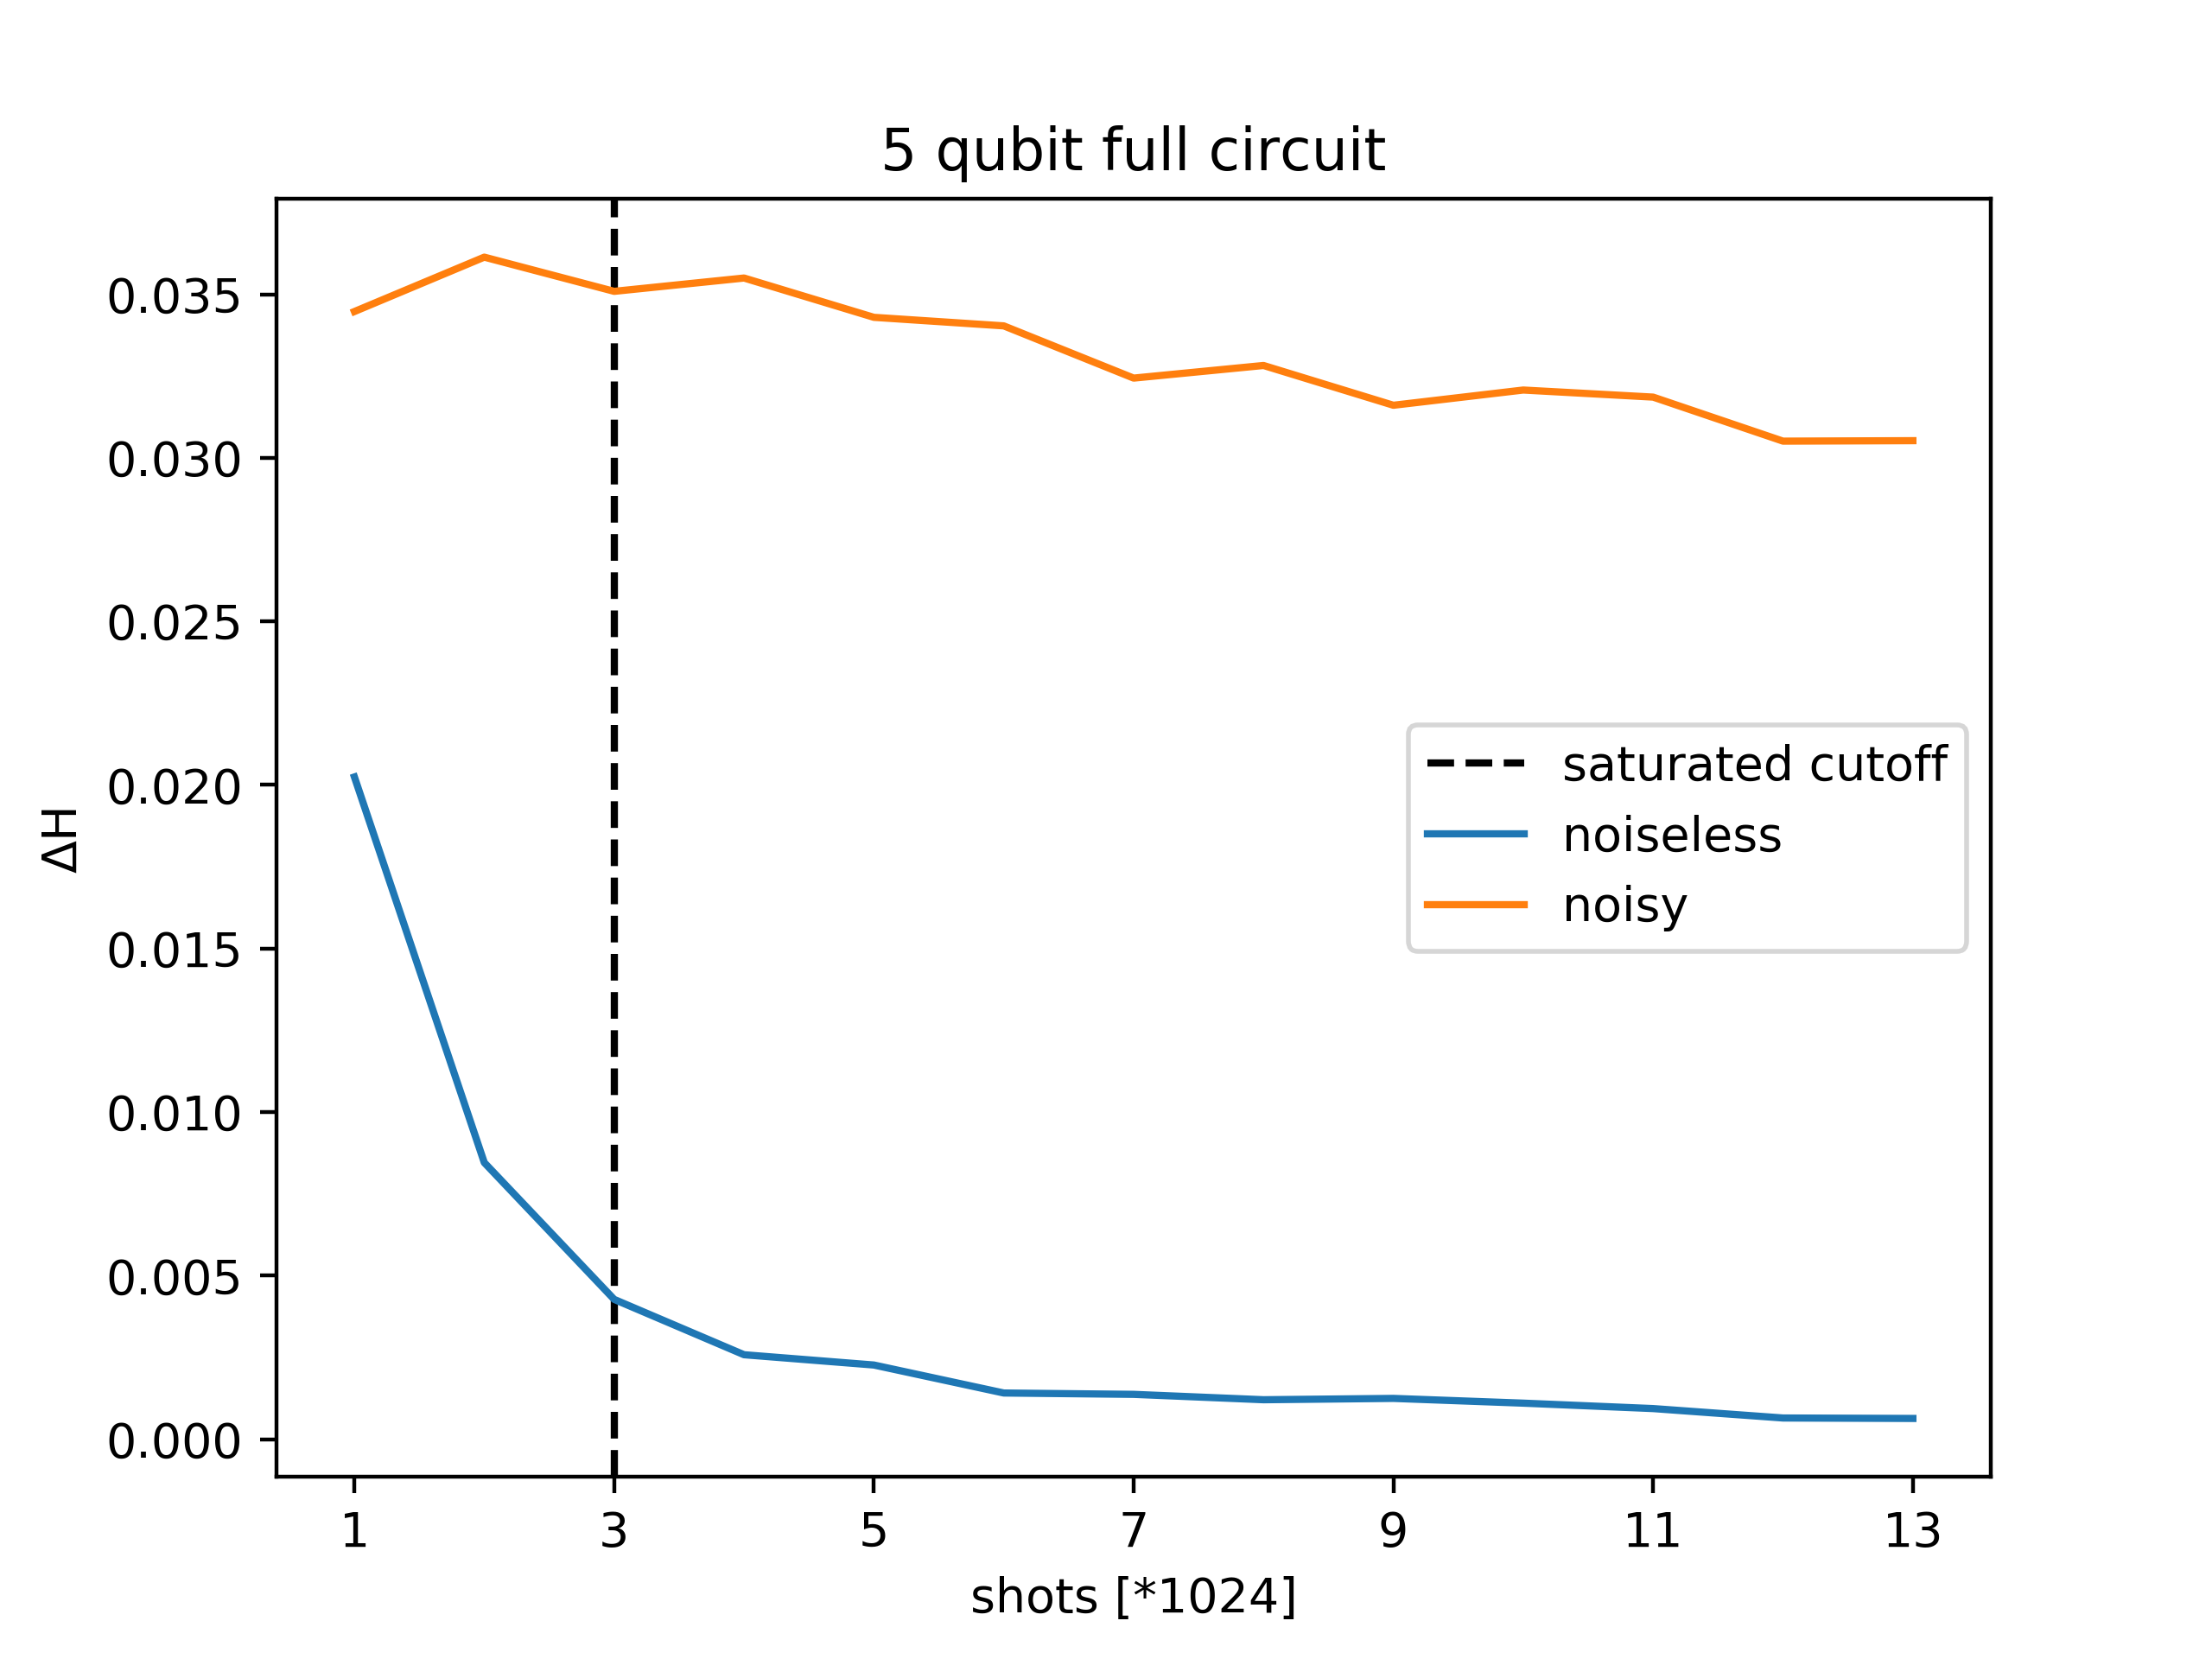 5 qubit full circuit
ΔH
0.035
0.030
0.025
0.020
0.015
0.010
0.005
0.000
saturated cutoff
noiseless
noisy
1 3 5 7 9 11 13
shots [*1024]